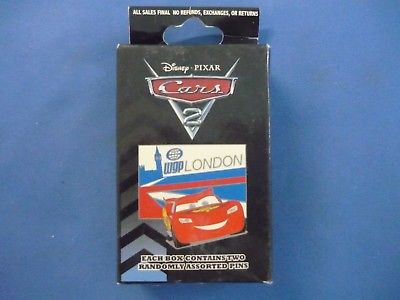 ALL SALES FINAL NO REFUNDS, EXCHANGES, OR RETURNS
Disney • PIXAR
Cars
2
WGP LONDON
EACH BOX CONTAINS TWO
RANDOMLY ASSORTED PINS